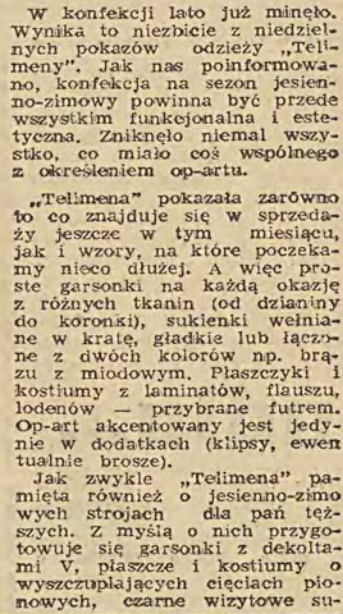 W konfekcji lato już minęło.
Wynika to niezbicie z niedziel-
nych pokazów odzieży „Teli-
meny”. Jak nas poinformowa-
no, konfekcja na sezon jesien-
no-zimowy powinna być przede
wszystkim funkcjonalna i este-
tyczna. Zniknęło niemal wszy-
stko, co miało coś wspólnego
z określeniem op-artu.
„Telimena” pokazała zarówno
to co znajduje się w sprzeda-
ży jeszcze w tym miesiącu,
jak i wzory, na które poczeka-
my nieco dłużej. A więc pro-
ste garsonki na każdą okazję
z różnych tkanin (od dzianiny
do koronki), sukienki wełnia-
ne w kratę, gładkie lub łączo-
ne z dwóch kolorów np. brą-
zu z miodowym. Płaszczyki i
kostiumy z laminatów, flauszu,
lodenów — przybrane futrem.
Op-art akcentowany jest jedy-
nie w dodatkach (klipsy, ewen
tualnie brosze).
Jak zwykle „Telimena” pa-
mięta również o jesienno-zimo
wych strojach dla pań tęż-
szych. Z myślą o nich przygo-
towuje się garsonki z dekolta-
mi V, płaszcze i kostiumy o
wyszczuplających cięciach pio-
nowych, czarne wizytowe su-